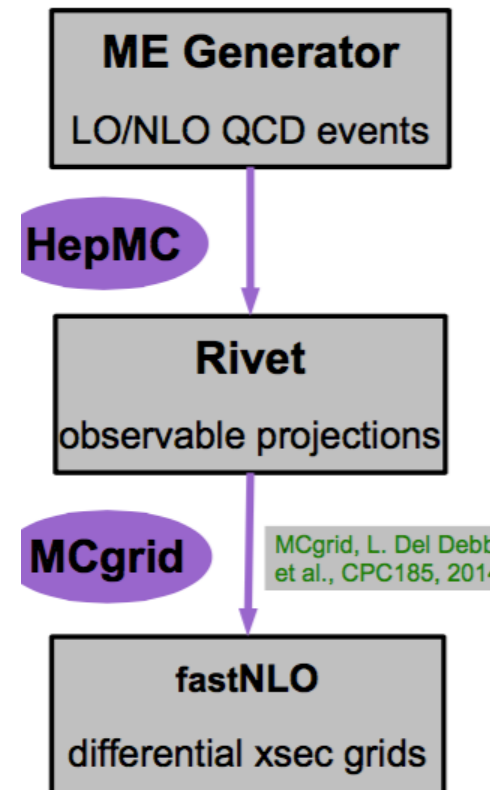 ME Generator
LO/NLO QCD events
HepMC
Rivet
observable projections
MCgrid
MCgrid, L. Del
et al., CPC185,
fastNLO
differential xsec grids